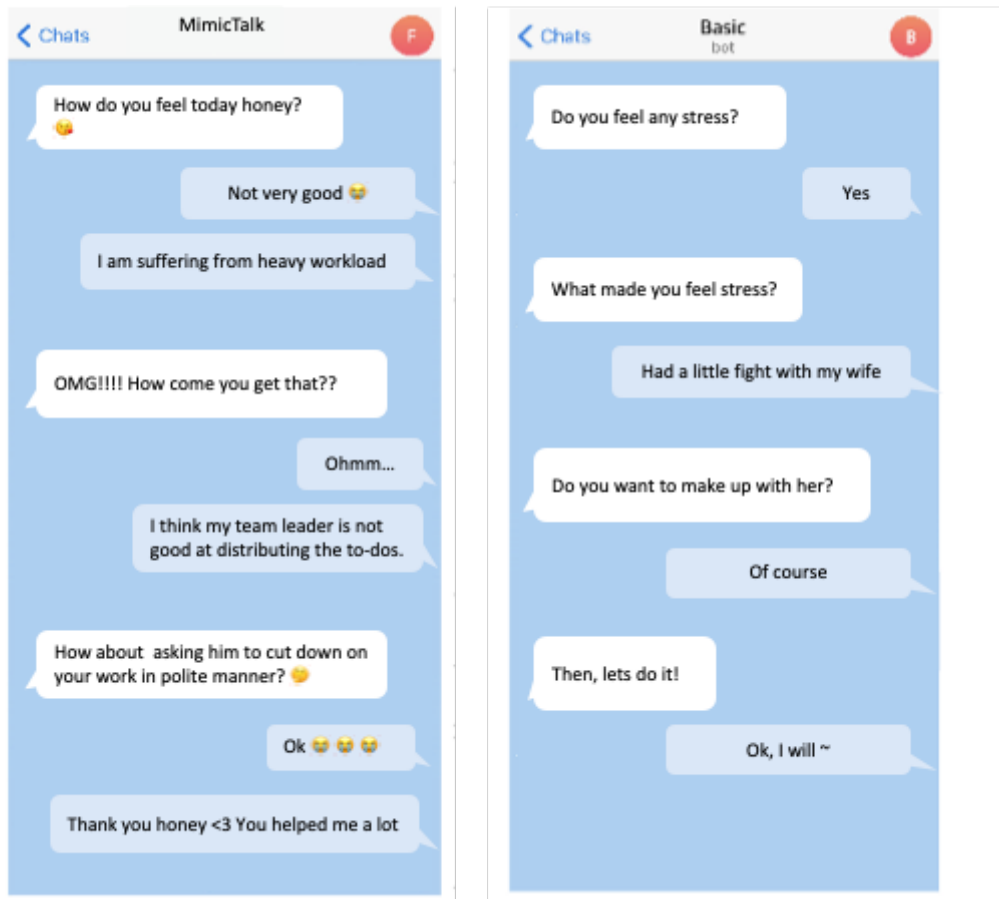 Chats
MimicTalk
F
How do you feel today honey?
😘
Not very good 😭
I am suffering from heavy workload
OMG!!!! How come you get that??
Ohmm...
I think my team leader is not
good at distributing the to-dos.
How about  asking him to cut down on
your work in polite manner? 🤔
Ok 😭 😭 😭
Thank you honey <3 You helped me a lot
Chats
Basic
bot
B
Do you feel any stress?
Yes
What made you feel stress?
Had a little fight with my wife
Do you want to make up with her?
Of course
Then, lets do it!
Ok, I will ~